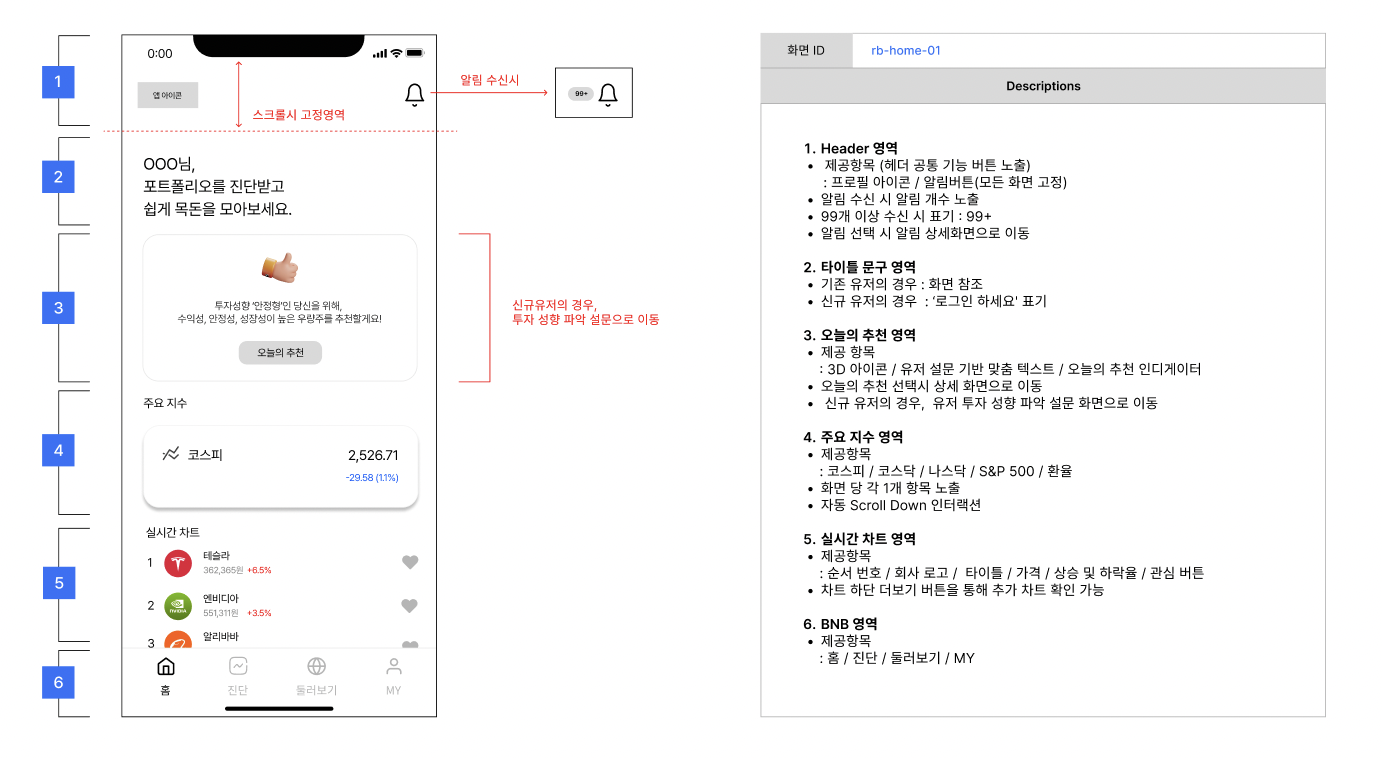 1
0:00
앱 아이콘
스크롤시 고정영역
알림 수신시
99+
2
OOO님,
포트폴리오를 진단받고
쉽게 목돈을 모아보세요.
3
투자성향 '안정형'인 당신을 위해,
수익성, 안정성, 성장성이 높은 우량주를 추천할게요!
오늘의 추천
신규유저의 경우,
투자 성향 파악 설문으로 이동
4
주요 지수
코스피
2,526.71
-29.58 (1.1%)
5
실시간 차트
1
테슬라
362,365원 +6.5%
2
엔비디아
551,311원 +3.5%
NVIDIA
3
알리바바
6
홈
진단
둘러보기
MY
화면 ID
rb-home-01
Descriptions
1. Header 영역
• 제공항목 (헤더 공통 기능 버튼 노출)
: 프로필 아이콘 / 알림버튼(모든 화면 고정)
• 알림 수신 시 알림 개수 노출
• 99개 이상 수신 시 표기 : 99+
• 알림 선택 시 알림 상세화면으로 이동
2. 타이틀 문구 영역
• 기존 유저의 경우 : 화면 참조
• 신규 유저의 경우 : ‘로그인 하세요' 표기
3. 오늘의 추천 영역
• 제공 항목
: 3D 아이콘 / 유저 설문 기반 맞춤 텍스트 / 오늘의 추천 인디게이터
• 오늘의 추천 선택시 상세 화면으로 이동
• 신규 유저의 경우, 유저 투자 성향 파악 설문 화면으로 이동
4. 주요 지수 영역
• 제공항목
: 코스피 / 코스닥 / 나스닥 / S&P 500 / 환율
• 화면 당 각 1개 항목 노출
• 자동 Scroll Down 인터랙션
5. 실시간 차트 영역
• 제공항목
: 순서 번호 / 회사 로고 / 타이틀 / 가격 / 상승 및 하락율 / 관심 버튼
• 차트 하단 더보기 버튼을 통해 추가 차트 확인 가능
6. BNB 영역
• 제공항목
: 홈 / 진단 / 둘러보기 / MY